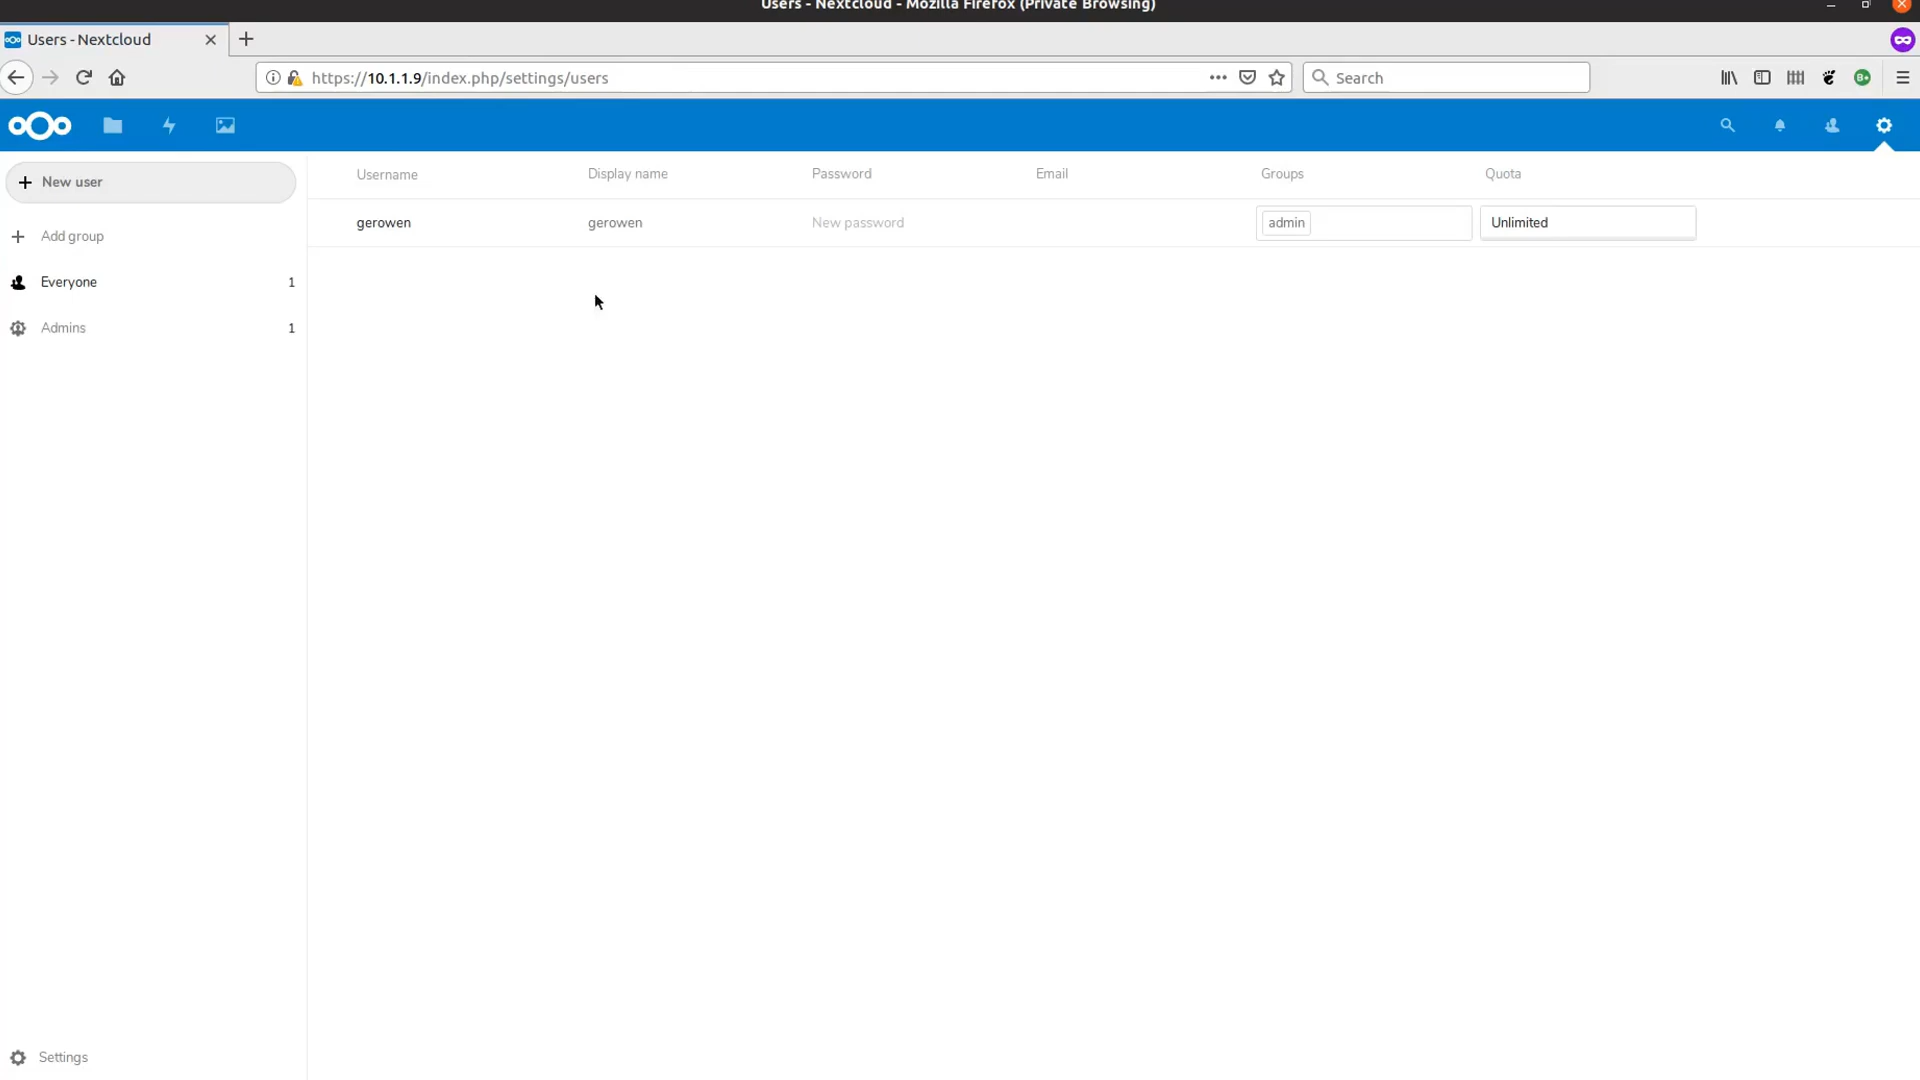 Users - Nextcloud - Mozilla Firefox (Private Browsing)
Users - Nextcloud
https://10.1.1.9/index.php/settings/users
Search
New user
Username Display name Password Email Groups Quota
gerowen gerowen New password admin Unlimited
Add group
Everyone 1
Admins 1
Settings